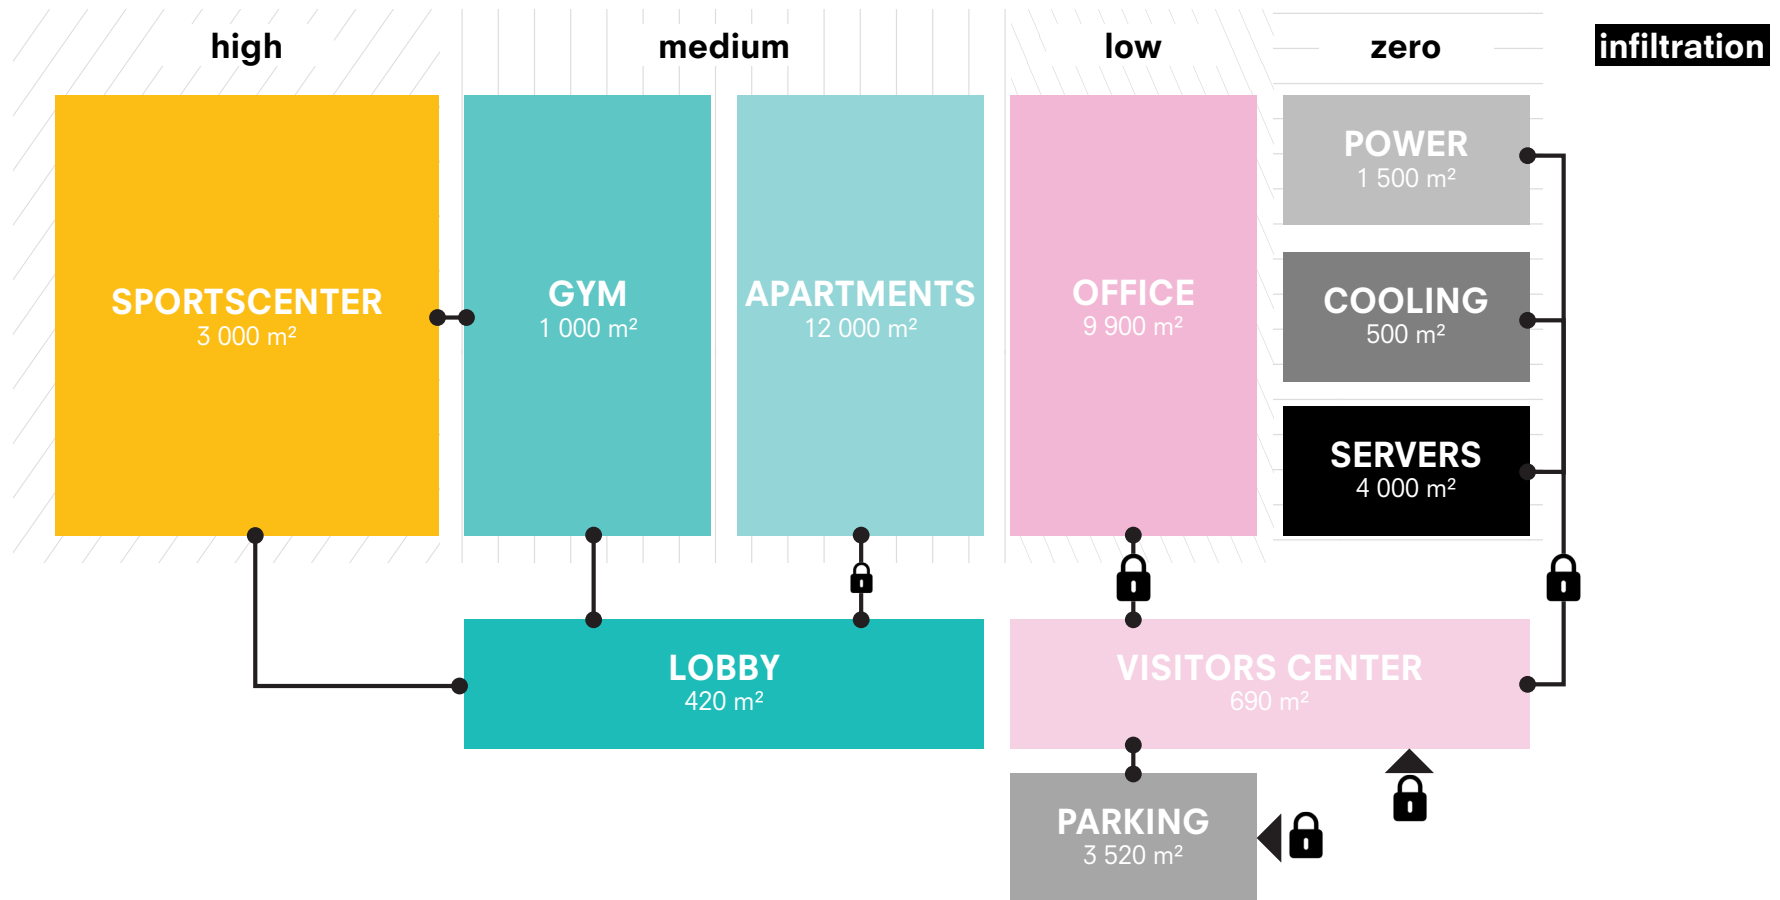 high
medium
low
zero
infiltration
SPORTSCENTER
3 000 m²
GYM
1 000 m²
APARTMENTS
12 000 m²
OFFICE
9 900 m²
POWER
1 500 m²
COOLING
500 m²
SERVERS
4 000 m²
LOBBY
420 m²
VISITORS CENTER
690 m²
PARKING
3 520 m²